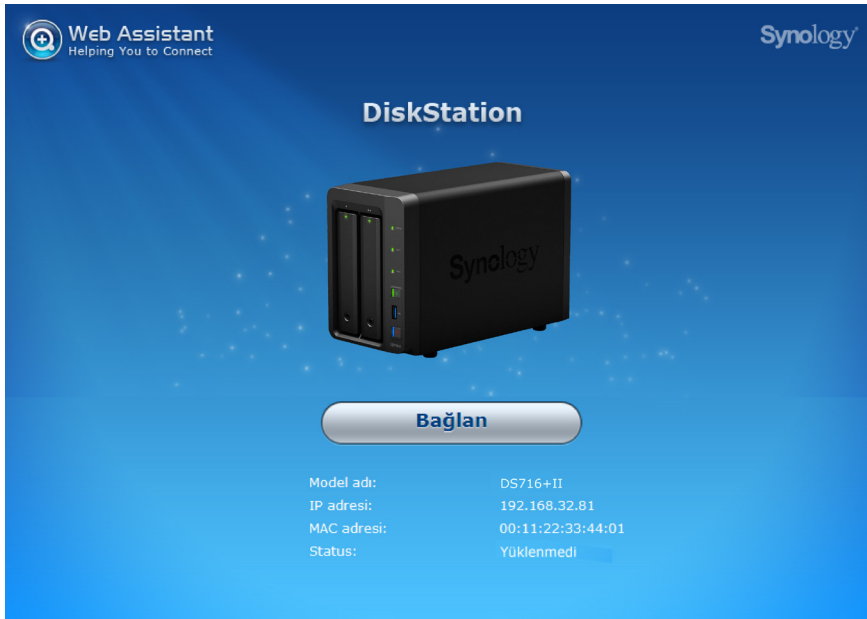 Web Assistant
Helping You to Connect
Synology
DiskStation
Synology
Bağlan
Model adı: DS716+II
IP adresi: 192.168.32.81
MAC adresi: 00:11:22:33:44:01
Status: Yüklenmedi